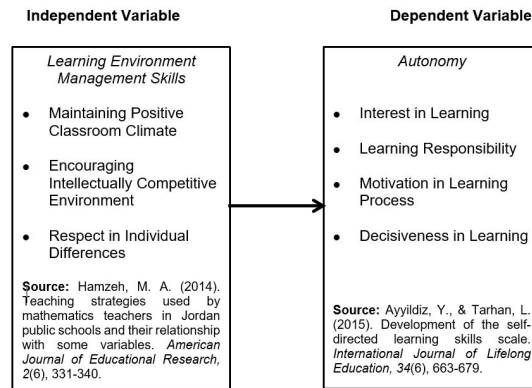 Independent Variable
Learning Environment
Management Skills
• Maintaining Positive
Classroom Climate
• Encouraging
Intellectually Competitive
Environment
• Respect in Individual
Differences
Source: Hamzeh, M. A. (2014).
Teaching strategies used by
mathematics teachers in Jordan
public schools and their relationship
with some variables. American
Journal of Educational Research,
2(6), 331-340.
Dependent Variable
Autonomy
• Interest in Learning
• Learning Responsibility
• Motivation in Learning
Process
• Decisiveness in Learning
Source: Ayyildiz, Y., & Tarhan, L.
(2015). Development of the self-
directed learning skills scale.
International Journal of Lifelong
Education, 34(6), 663-679.